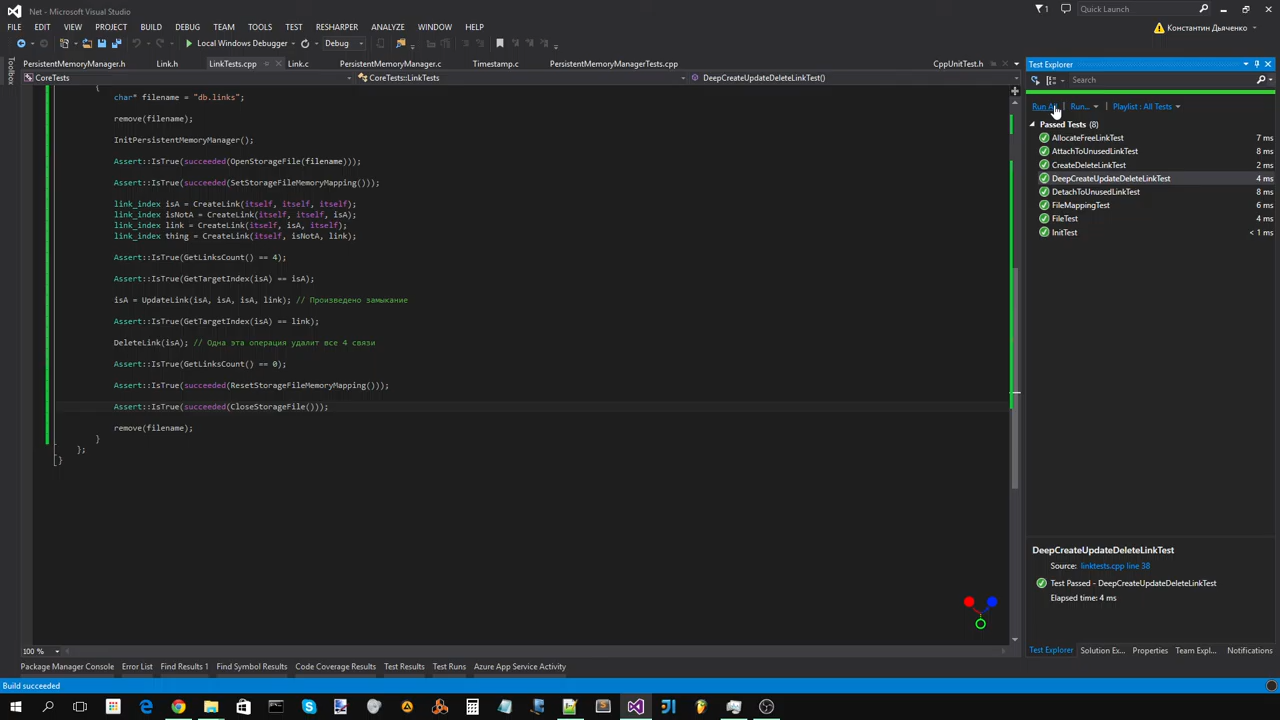 Net - Microsoft Visual Studio
1
Quick Launch
FILE EDIT VIEW PROJECT BUILD DEBUG TEAM TOOLS TEST RESHARPER ANALYZE WINDOW HELP
Константин Дьяченко
Local Windows Debugger Debug
Toolbox
PersistentMemoryManager.h Link.h LinkTests.cpp Link.c PersistentMemoryManager.c Timestamp.c PersistentMemoryManagerTests.cpp CppUnitTest.h
CoreTests CoreTests::LinkTests DeepCreateUpdateDeleteLinkTest()
{
char* filename = "db.links";
remove(filename);
InitPersistentMemoryManager();
Assert::IsTrue(succeeded(OpenStorageFile(filename)));
Assert::IsTrue(succeeded(SetStorageFileMemoryMapping()));
link_index isA = CreateLink(itself, itself, itself);
link_index isNotA = CreateLink(itself, itself, isA);
link_index link = CreateLink(itself, isA, itself);
link_index thing = CreateLink(itself, isNotA, link);
Assert::IsTrue(GetLinksCount() == 4);
Assert::IsTrue(GetTargetIndex(isA) == isA);
isA = UpdateLink(isA, isA, isA, link); // Произведено замыкание
Assert::IsTrue(GetTargetIndex(isA) == link);
DeleteLink(isA); // Одна эта операция удалит все 4 связи
Assert::IsTrue(GetLinksCount() == 0);
Assert::IsTrue(succeeded(ResetStorageFileMemoryMapping()));
Assert::IsTrue(succeeded(CloseStorageFile()));
remove(filename);
}
};
}
100 %
Test Explorer
Search
Run All Run... Playlist : All Tests
Passed Tests (8)
AllocateFreeLinkTest 7 ms
AttachToUnusedLinkTest 8 ms
CreateDeleteLinkTest 2 ms
DeepCreateUpdateDeleteLinkTest 4 ms
DetachToUnusedLinkTest 8 ms
FileMappingTest 6 ms
FileTest 4 ms
InitTest < 1 ms
DeepCreateUpdateDeleteLinkTest
Source: linktests.cpp line 38
Test Passed - DeepCreateUpdateDeleteLinkTest
Elapsed time: 4 ms
Test Explorer Solution Ex... Properties Team Expl... Notifications
Package Manager Console Error List Find Results 1 Find Symbol Results Code Coverage Results Test Results Test Runs Azure App Service Activity
Build succeeded